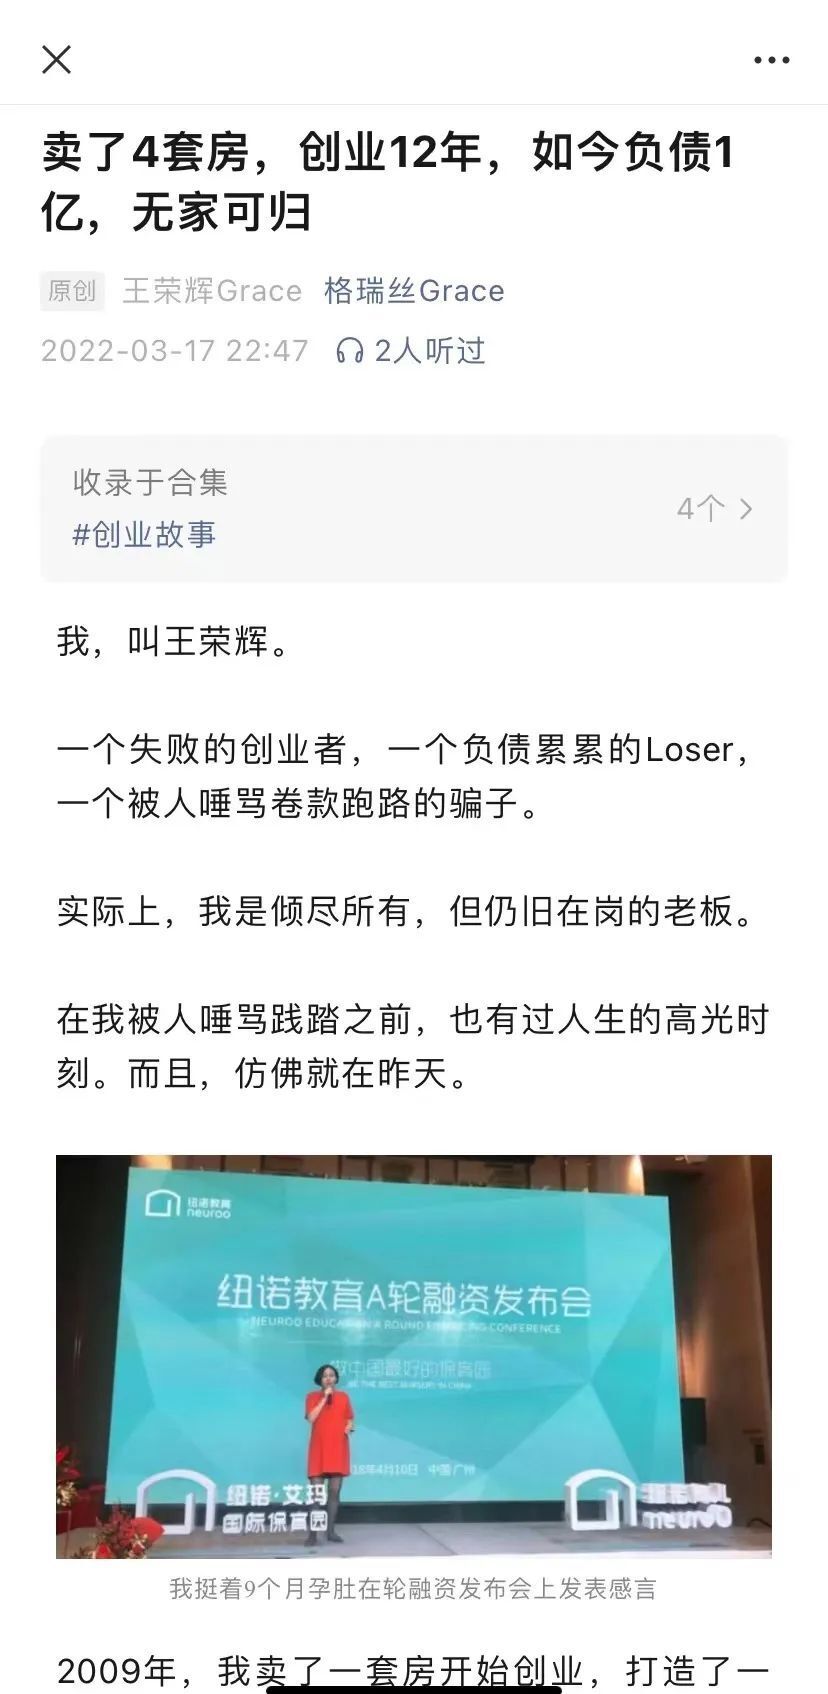 卖了4套房，创业12年，如今负债1
亿，无家可归
原创 王荣辉Grace 格瑞丝Grace
2022-03-17 22:47 2人听过
收录于合集
#创业故事
4个
我，叫王荣辉。
一个失败的创业者，一个负债累累的Loser，
一个被人唾骂卷款跑路的骗子。
实际上，我是倾尽所有，但仍旧在岗的老板。
在我被人唾骂践踏之前，也有过人生的高光时
刻。而且，仿佛就在昨天。
纽诺教育
neuroo
纽诺教育A轮融资发布会
NEUROO EDUCATION A ROUND FINANCING CONFERENCE
做中国最好的保育园
18年4月10日 中国广州
纽诺·艾玛
国际保育园
neuroo
我挺着9个月孕肚在轮融资发布会上发表感言
2009年，我卖了一套房开始创业，打造了一